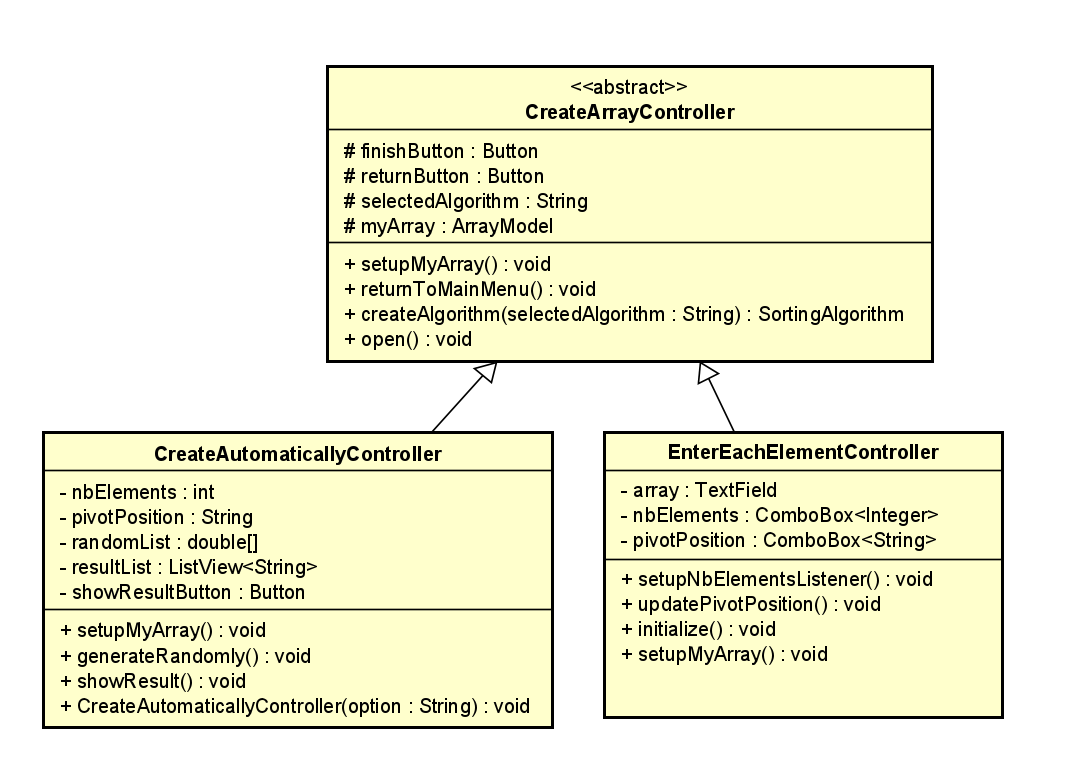 <<abstract>>
CreateArrayController
# finishButton : Button
# returnButton : Button
# selectedAlgorithm : String
# myArray : ArrayModel
+ setupMyArray() : void
+ returnToMainMenu() : void
+ createAlgorithm(selectedAlgorithm : String) : SortingAlgorithm
+ open() : void
CreateAutomaticallyController
- nbElements : int
- pivotPosition : String
- randomList : double[]
- resultList : ListView<String>
- showResultButton : Button
+ setupMyArray() : void
+ generateRandomly() : void
+ showResult() : void
+ CreateAutomaticallyController(option : String) : void
EnterEachElementController
- array : TextField
- nbElements : ComboBox<Integer>
- pivotPosition : ComboBox<String>
+ setupNbElementsListener() : void
+ updatePivotPosition() : void
+ initialize() : void
+ setupMyArray() : void